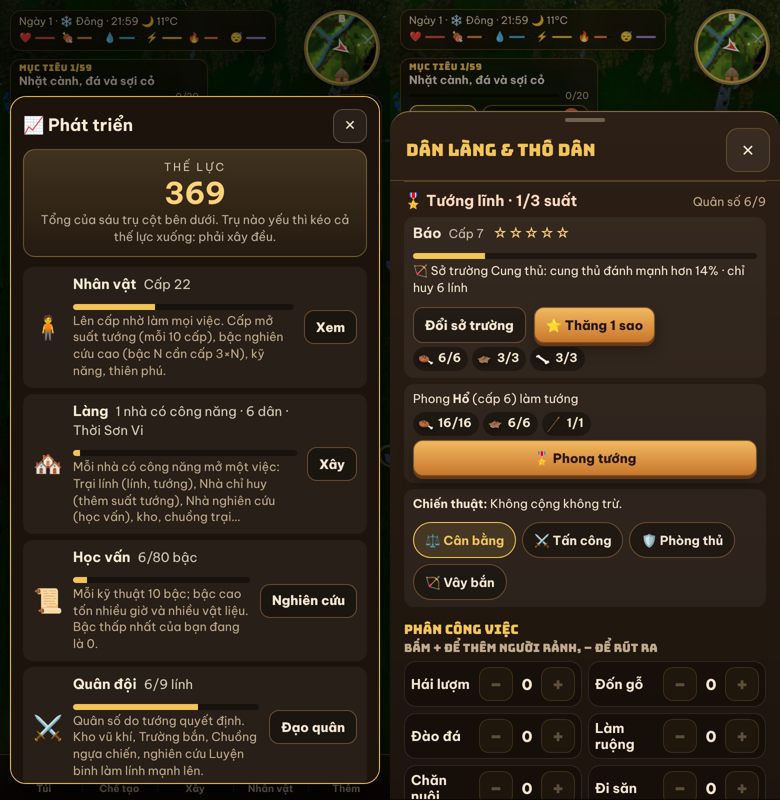 Ngày 1 · Đông · 21:59 11°C
MỤC TIÊU 1/59
Nhặt cành, đá và sợi cỏ
0/20
B
Phát triển
×
THẾ LỰC
369
Tổng của sáu trụ cột bên dưới. Trụ nào yếu thì kéo cả
thế lực xuống: phải xây đều.
Nhân vật Cấp 22
Lên cấp nhờ làm mọi việc. Cấp mở
suất tướng (mỗi 10 cấp), bậc nghiên
cứu cao (bậc N cần cấp 3×N), kỹ
năng, thiên phú.
Xem
Làng 1 nhà có công năng · 6 dân ·
Thời Sơn Vi
Mỗi nhà có công năng mở một việc:
Trại lính (lính, tướng), Nhà chỉ huy
(thêm suất tướng), Nhà nghiên cứu
(học vấn), kho, chuồng trại...
Xây
Học vấn 6/80 bậc
Mỗi kỹ thuật 10 bậc; bậc cao
tốn nhiều giờ và nhiều vật liệu.
Bậc thấp nhất của bạn đang
là 0.
Nghiên cứu
Quân đội 6/9 lính
Quân số do tướng quyết định.
Kho vũ khí, Trường bắn, Chuồng
ngựa chiến, nghiên cứu Luyện
binh làm lính mạnh lên.
Đạo quân
Túi Chế tạo Xây Nhân vật Thêm
Ngày 1 · Đông · 21:59 11°C
MỤC TIÊU 1/59
Nhặt cành, đá và sợi cỏ
0/20
B
DÂN LÀNG & THỔ DÂN
×
Tướng lĩnh · 1/3 suất
Quân số 6/9
Báo Cấp 7 ☆☆☆☆☆
Sở trường Cung thủ: cung thủ đánh mạnh hơn 14% · chỉ
huy 6 lính
Đổi sở trường
Thăng 1 sao
6/6 3/3 3/3
Phong Hổ (cấp 6) làm tướng
16/16 6/6 1/1
Phong tướng
Chiến thuật: Không cộng không trừ.
Cân bằng Tấn công Phòng thủ
Vây bắn
PHÂN CÔNG VIỆC
BẤM + ĐỂ THÊM NGƯỜI RẢNH, – ĐỂ RÚT RA
Hái lượm − 0 + Đốn gỗ − 0 +
Đào đá − 0 + Làm ruộng − 0 +
Chăn nuôi − 0 + Đi săn − 0 +